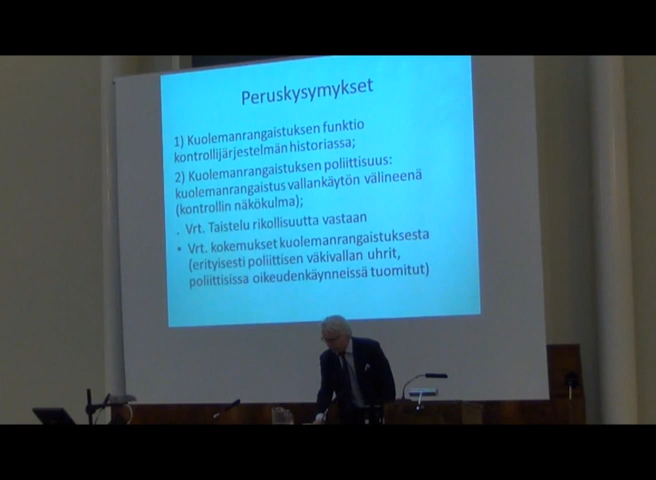 Peruskysymykset
1) Kuolemanrangaistuksen funktio
kontrollijärjestelmän historiassa;
2) Kuolemanrangaistuksen poliittisuus:
kuolemanrangaistus vallankäytön välineenä
(kontrollin näkökulma);
. Vrt. Taistelu rikollisuutta vastaan
• Vrt. kokemukset kuolemanrangaistuksesta
(erityisesti poliittisen väkivallan uhrit,
poliittisissa oikeudenkäynneissä tuomitut)